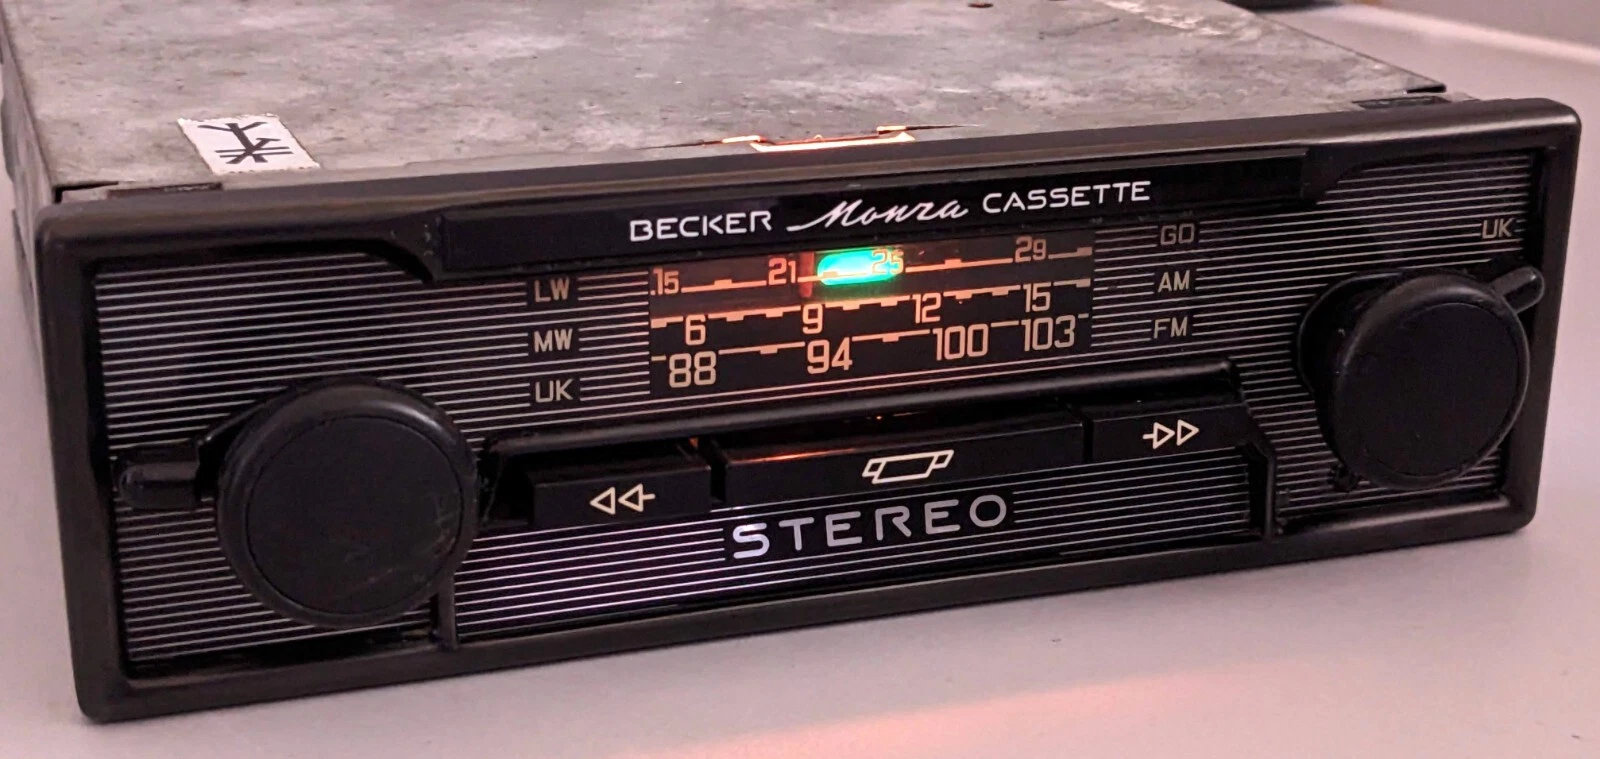 BECKER Monza CASSETTE
LW .15 21 25 29 GO UK
MW 6 9 12 15 AM
UK 88 94 100 103 FM
STEREO